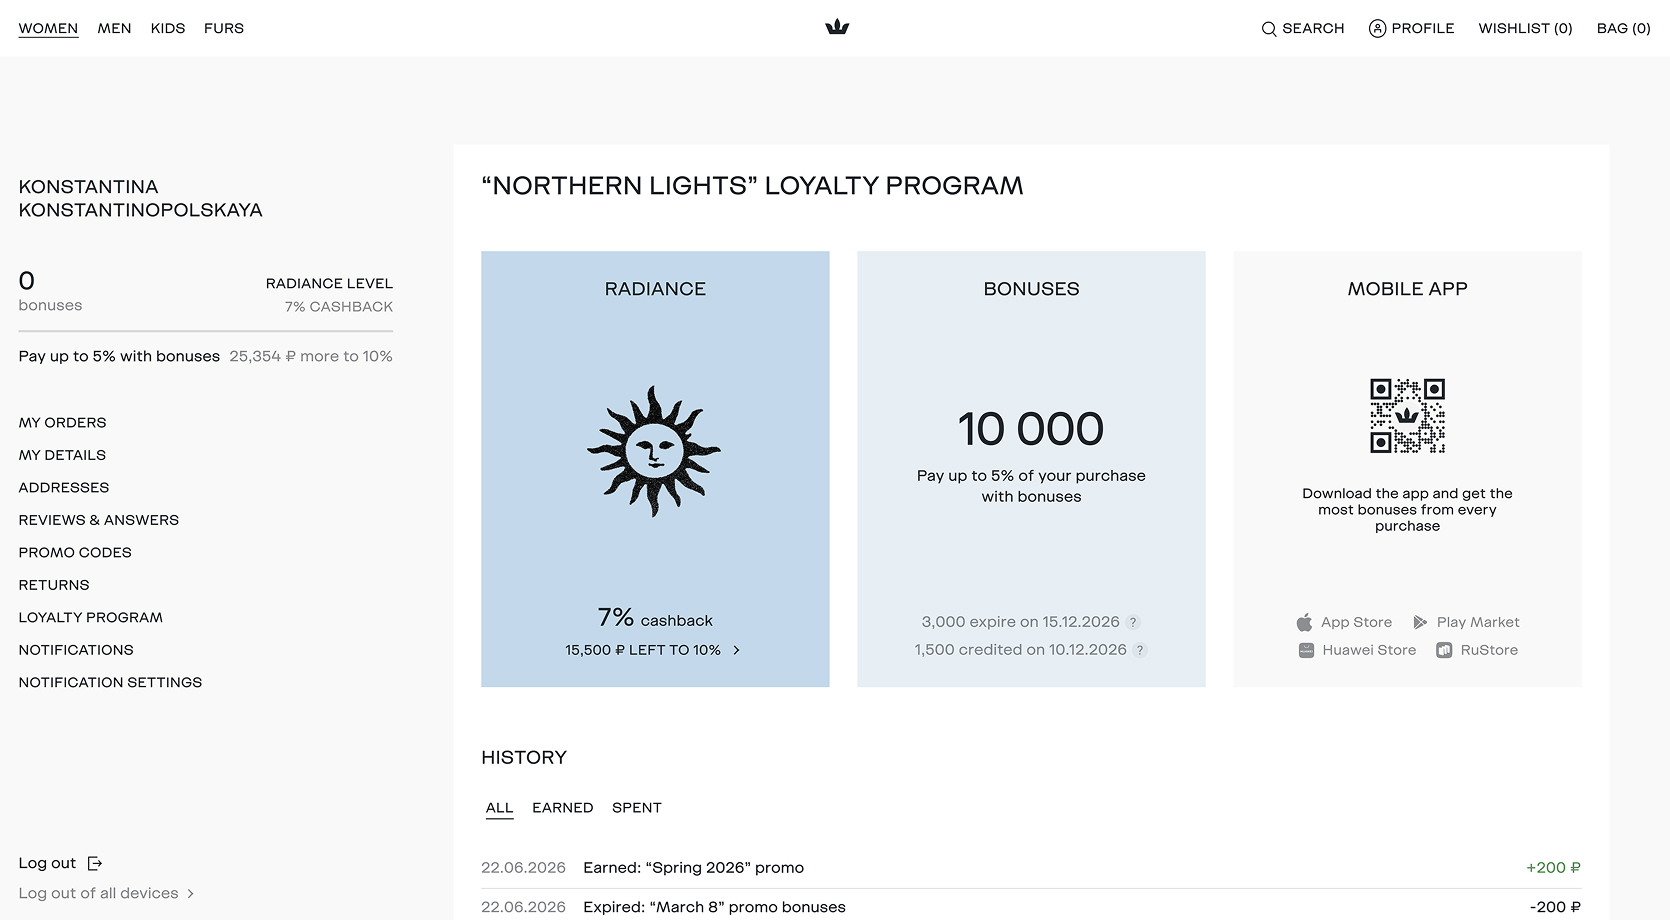 WOMEN MEN KIDS FURS SEARCH PROFILE WISHLIST (0) BAG (0)
KONSTANTINA
KONSTANTINOPOLSKAYA
0
bonuses
RADIANCE LEVEL
7% CASHBACK
Pay up to 5% with bonuses 25,354 ₽ more to 10%
MY ORDERS
MY DETAILS
ADDRESSES
REVIEWS & ANSWERS
PROMO CODES
RETURNS
LOYALTY PROGRAM
NOTIFICATIONS
NOTIFICATION SETTINGS
Log out
Log out of all devices
“NORTHERN LIGHTS” LOYALTY PROGRAM
RADIANCE
7% cashback
15,500 ₽ LEFT TO 10%
BONUSES
10 000
Pay up to 5% of your purchase
with bonuses
3,000 expire on 15.12.2026 ?
1,500 credited on 10.12.2026 ?
MOBILE APP
Download the app and get the
most bonuses from every
purchase
App Store Play Market
Huawei Store RuStore
HISTORY
ALL EARNED SPENT
22.06.2026 Earned: “Spring 2026” promo +200 ₽
22.06.2026 Expired: “March 8” promo bonuses -200 ₽